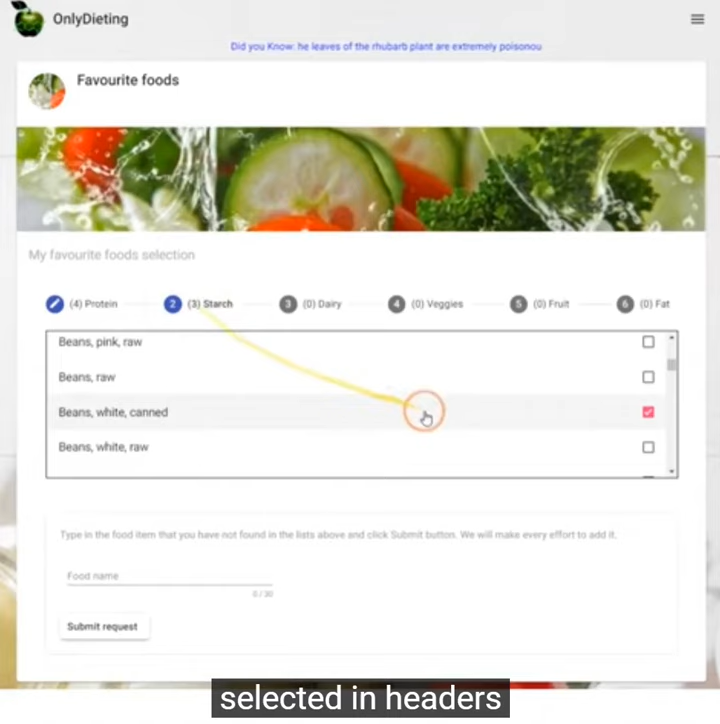 OnlyDieting
Did you Know: he leaves of the rhubarb plant are extremely poisonou
Favourite foods
My favourite foods selection
(4) Protein 2 (3) Starch 3 (0) Dairy 4 (0) Veggies 5 (0) Fruit 6 (0) Fat
Beans, pink, raw
Beans, raw
Beans, white, canned
Beans, white, raw
Type in the food item that you have not found in the lists above and click Submit button. We will make every effort to add it.
Food name
0 / 30
Submit request
selected in headers